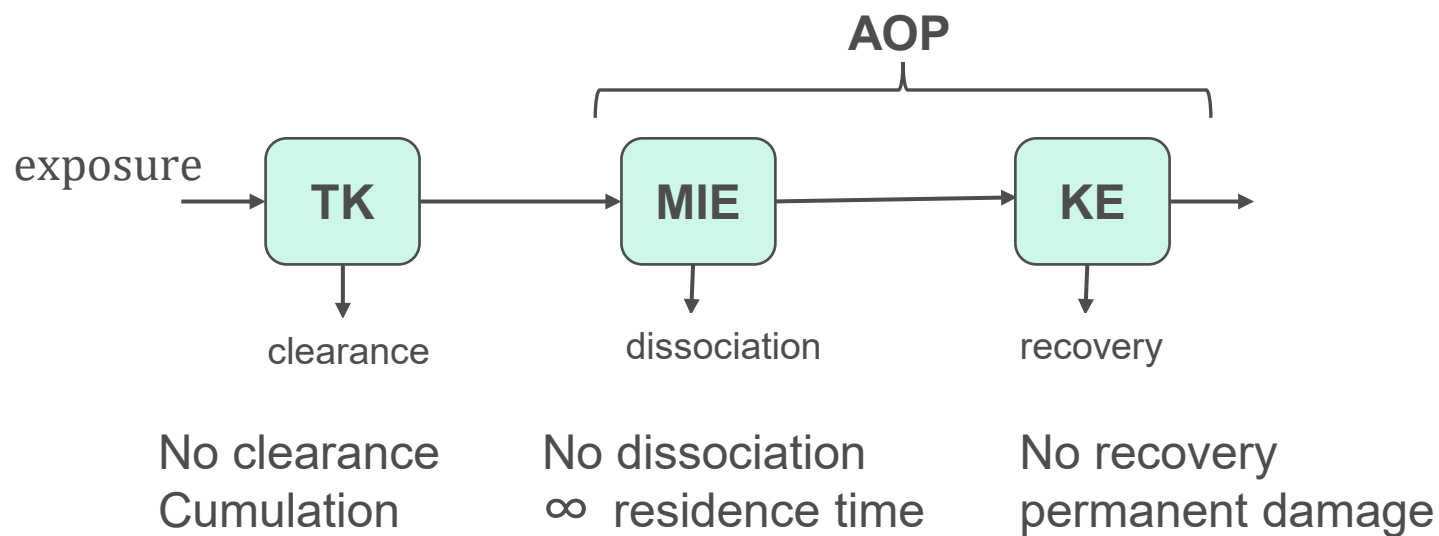 AOP
exposure
TK
MIE
KE
clearance
dissociation
recovery
No clearance
Cumulation
No dissociation
∞ residence time
No recovery
permanent damage